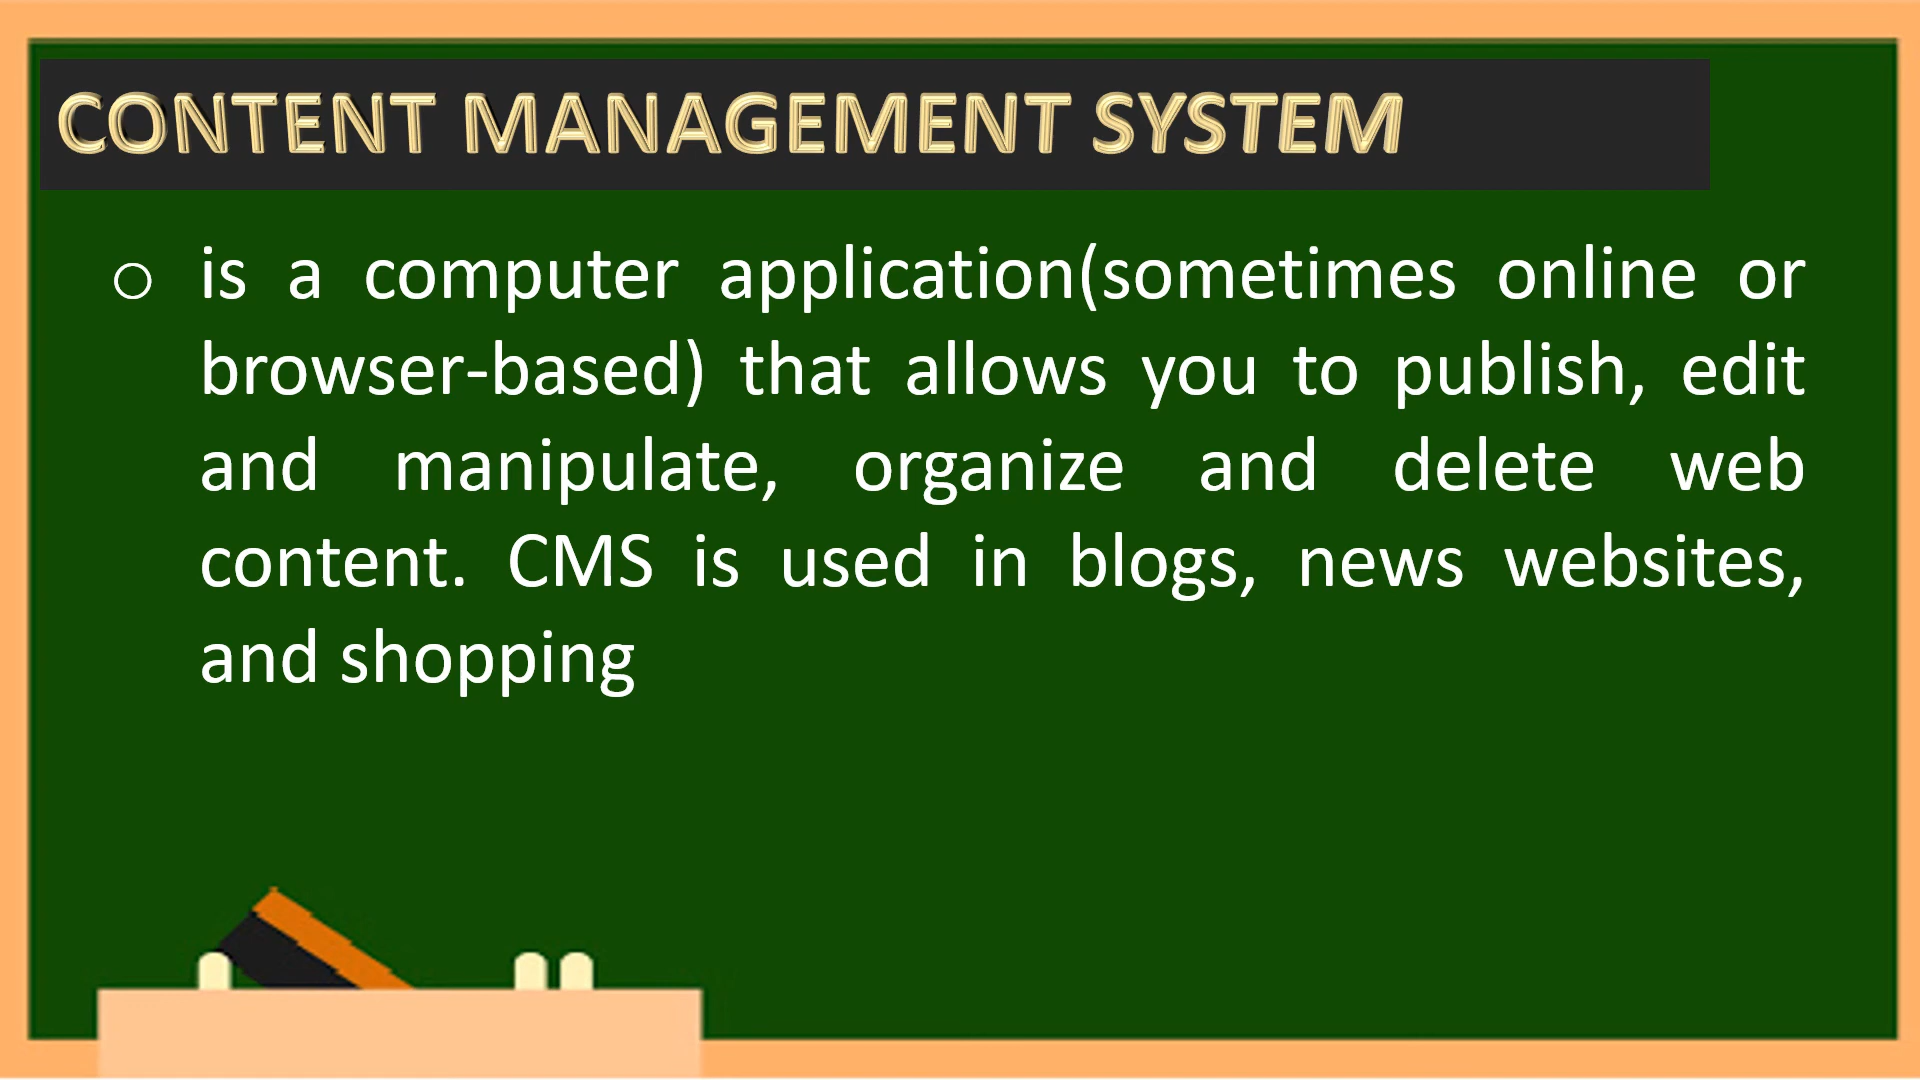 CONTENT MANAGEMENT SYSTEM
o is a computer application(sometimes online or
browser-based) that allows you to publish, edit
and manipulate, organize and delete web
content. CMS is used in blogs, news websites,
and shopping